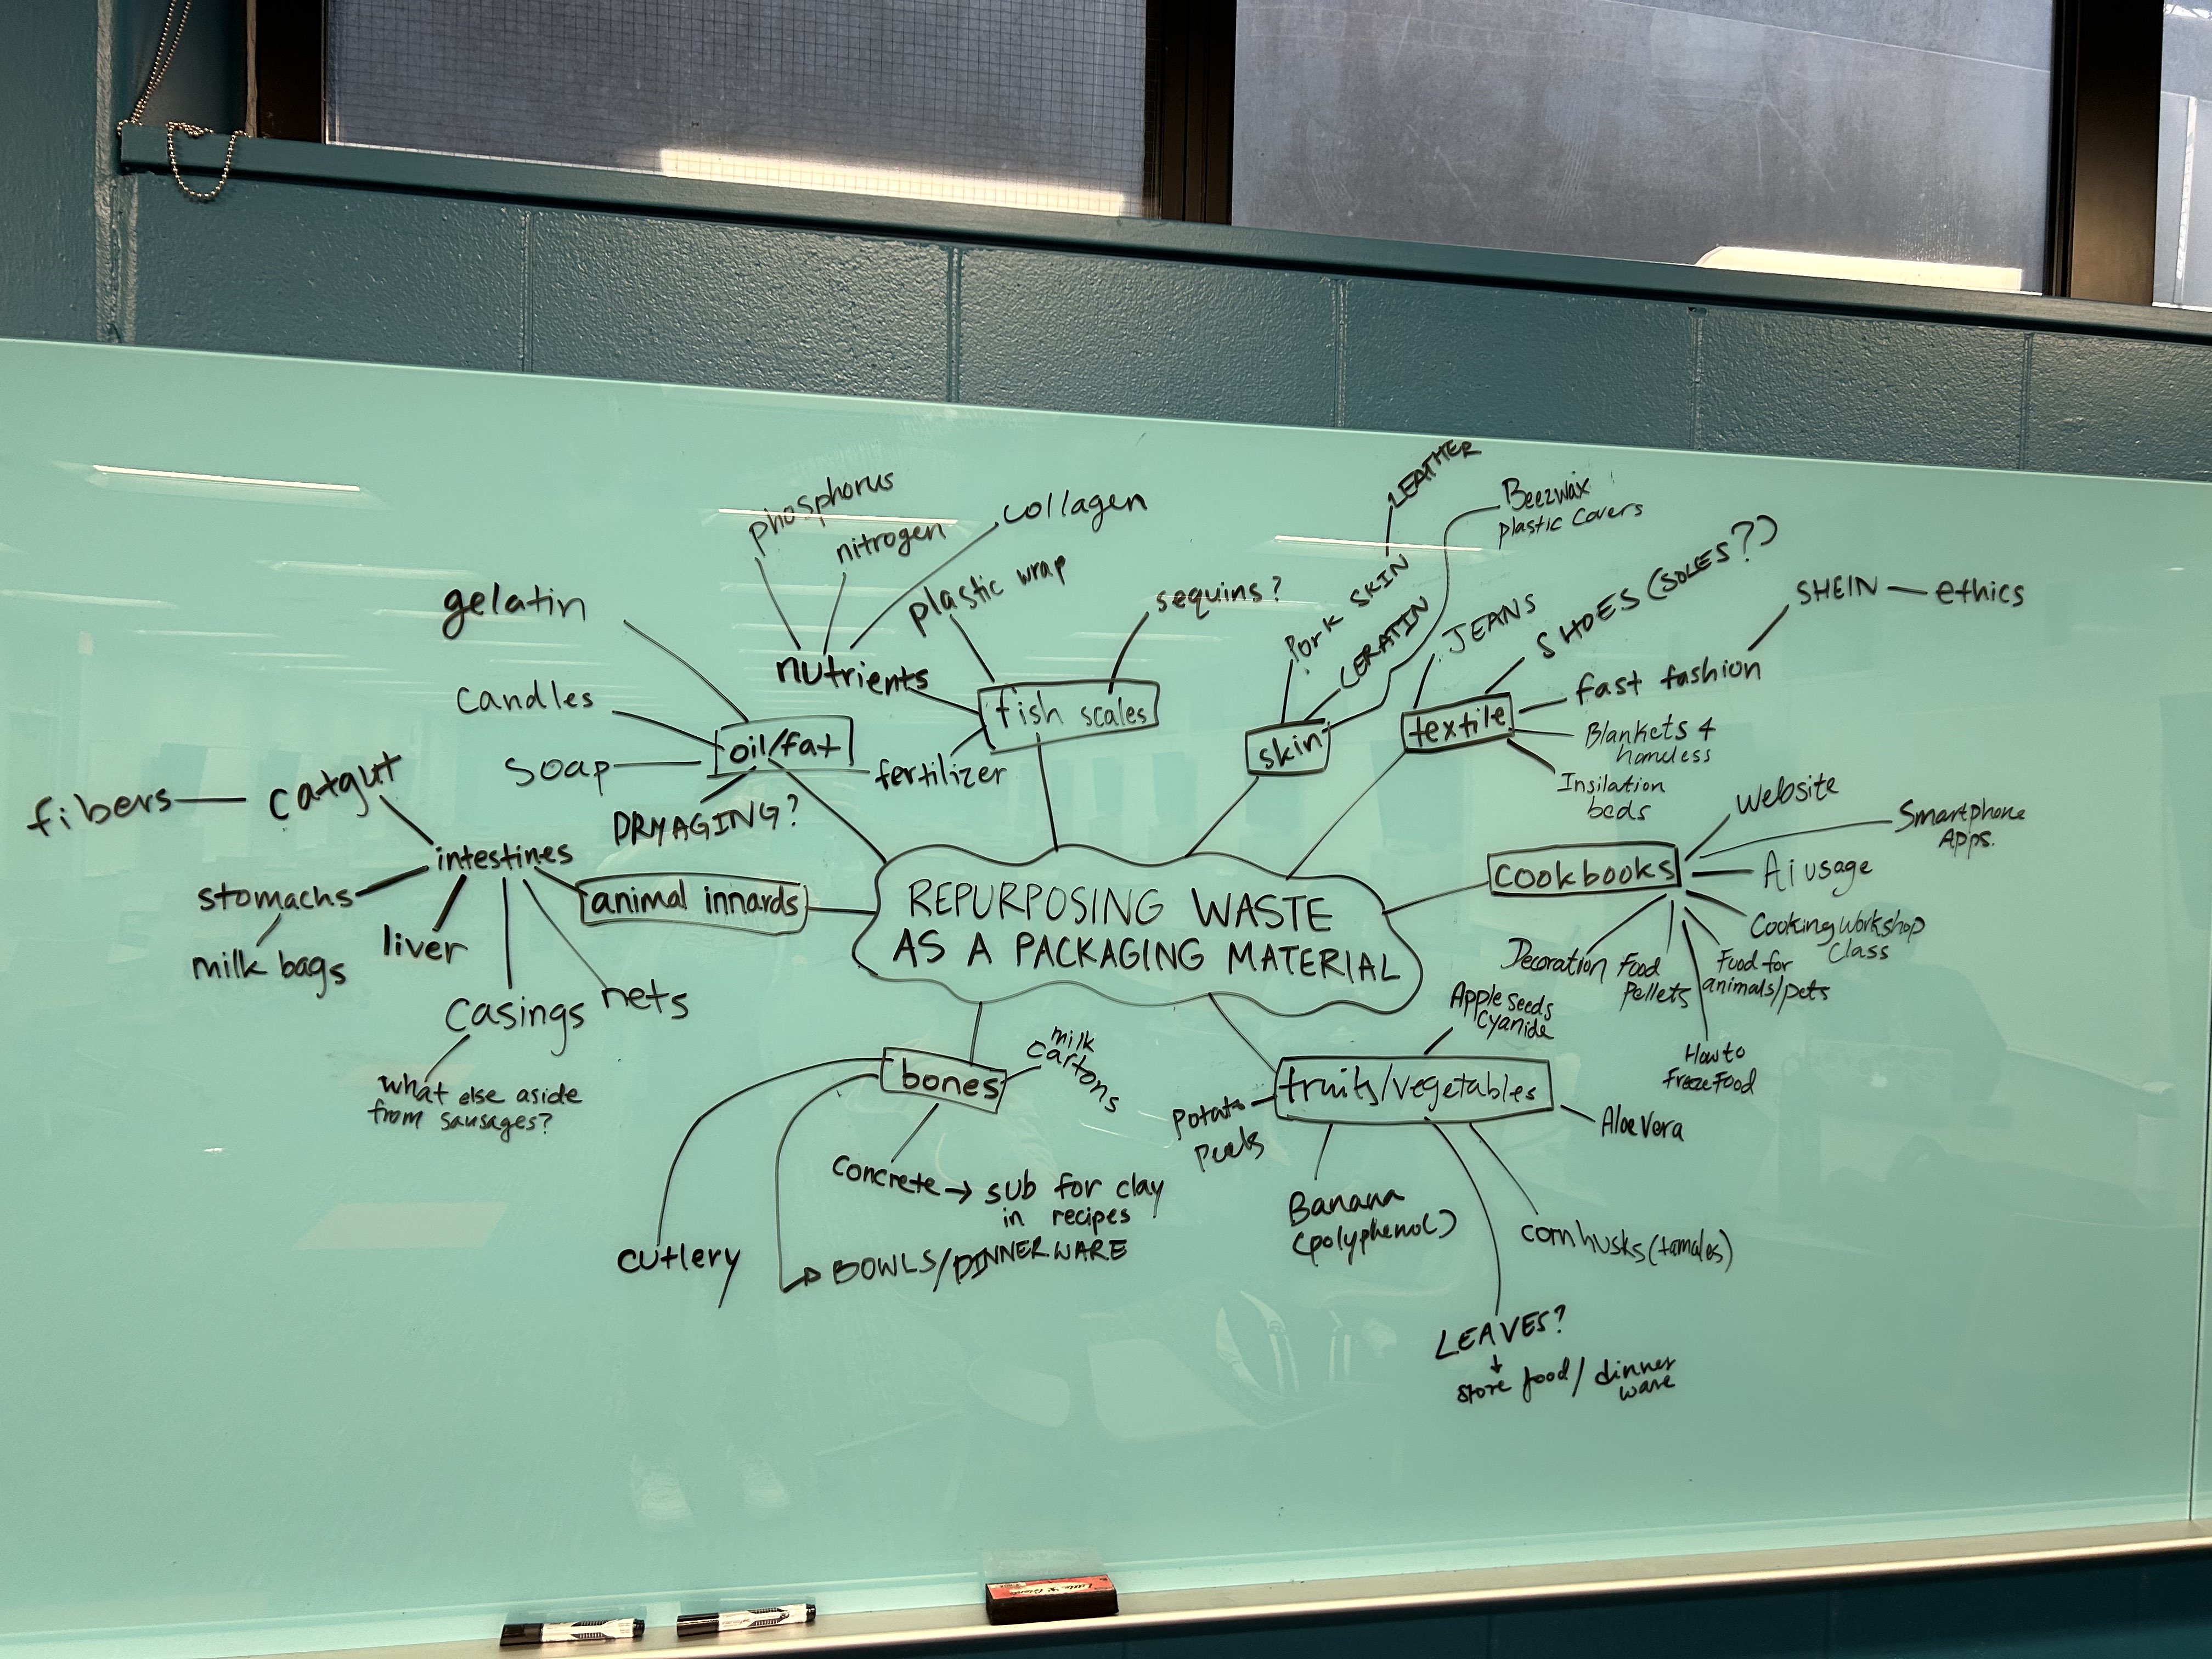 REPURPOSING WASTE
AS A PACKAGING MATERIAL
animal innards
intestines
catgut
fibers
stomachs
milk bags
liver
casings
what else aside
from sausages?
nets
oil/fat
gelatin
candles
soap
DRYAGING?
fertilizer
fish scales
nutrients
phosphorus
nitrogen
collagen
plastic wrap
sequins?
skin
Pork SKIN
LEATHER
CERATIN
Beezwax
plastic covers
textile
JEANS
SHOES (SOLES?)
fast fashion
SHEIN — ethics
Blankets 4
homeless
Insilation
beds
cookbooks
Website
Smartphone
Apps.
Ai usage
Cooking Workshop
Class
Food for
animals/pets
How to
Freeze Food
Food
Pellets
Decoration
fruits/vegetables
Apple seeds
Cyanide
Aloe Vera
corn husks (tamales)
LEAVES?
store food / dinner
ware
Banana
(polyphenol)
Potato
Peels
bones
milk
cartons
concrete → sub for clay
in recipes
BOWLS/DINNERWARE
cutlery